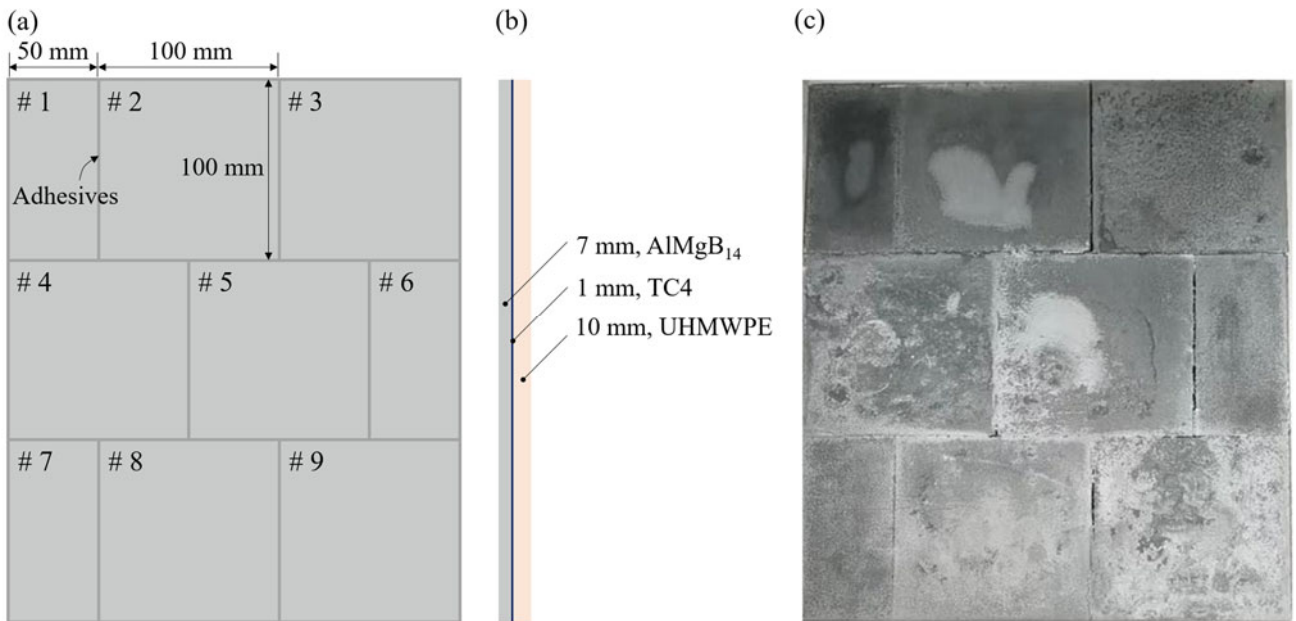 (a)
(b)
(c)
50 mm
100 mm
# 1
# 2
# 3
100 mm
Adhesives
# 4
# 5
# 6
7 mm, AlMgB₁₄
1 mm, TC4
10 mm, UHMWPE
# 7
# 8
# 9